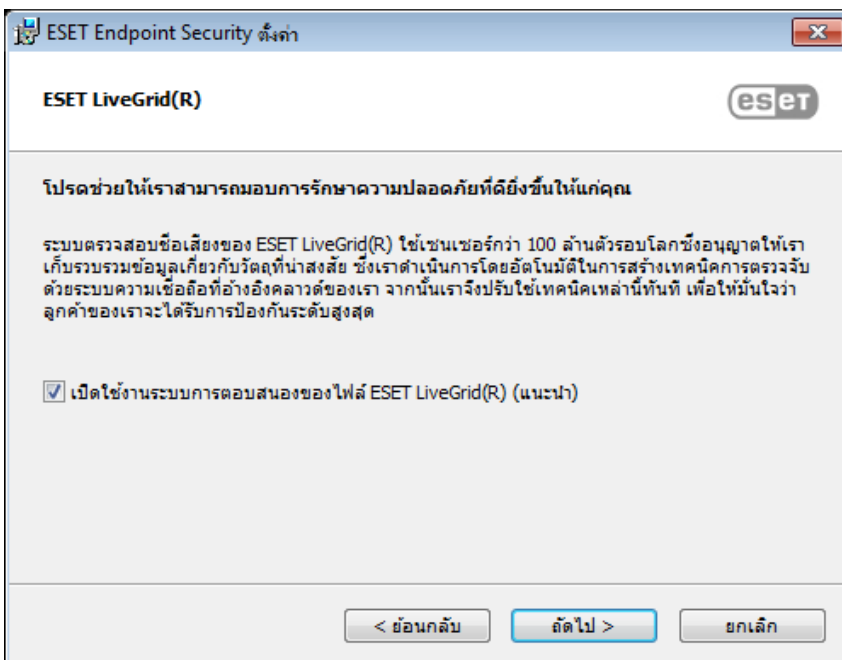 ESET Endpoint Security ตั้งค่า
ESET LiveGrid(R)
eset
โปรดช่วยให้เราสามารถมอบการรักษาความปลอดภัยที่ดียิ่งขึ้นให้แก่คุณ
ระบบตรวจสอบชื่อเสียงของ ESET LiveGrid(R) ใช้เซนเซอร์กว่า 100 ล้านตัวรอบโลกซึ่งอนุญาตให้เรา
เก็บรวบรวมข้อมูลเกี่ยวกับวัตถุที่น่าสงสัย ซึ่งเราดำเนินการโดยอัตโนมัติในการสร้างเทคนิคการตรวจจับ
ด้วยระบบความเชื่อถือที่อ้างอิงคลาวด์ของเรา จากนั้นเราจึงปรับใช้เทคนิคเหล่านี้ทันที เพื่อให้มั่นใจว่า
ลูกค้าของเราจะได้รับการป้องกันระดับสูงสุด
เปิดใช้งานระบบการตอบสนองของไฟล์ ESET LiveGrid(R) (แนะนำ)
< ย้อนกลับ
ถัดไป >
ยกเลิก